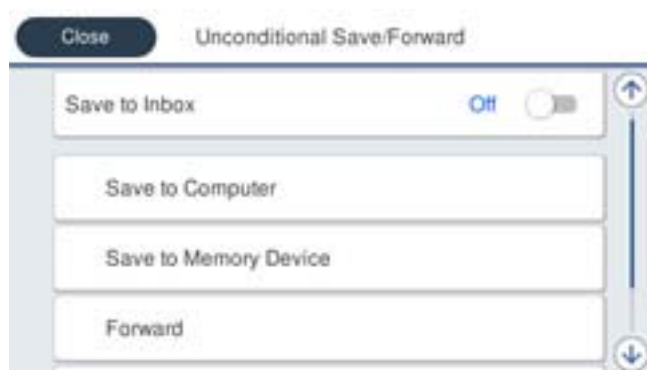 Close Unconditional Save/Forward
Save to Inbox Off
Save to Computer
Save to Memory Device
Forward